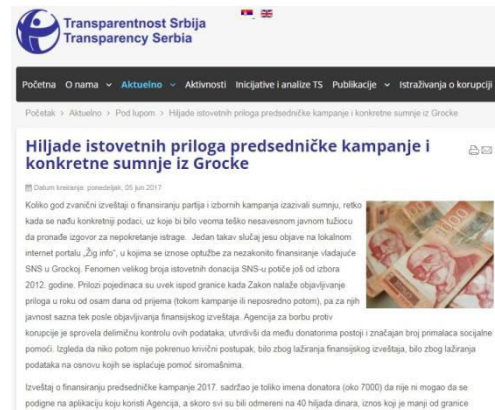 Transparentnost Srbija
Transparency Serbia
Početna O nama Aktuelno Aktivnosti Inicijative i analize TS Publikacije Istraživanja o korupciji
Početak > Aktuelno > Pod lupom > Hiljade istovetnih priloga predsedničke kampanje i konkretne sumnje iz Grocke
Hiljade istovetnih priloga predsedničke kampanje i
konkretne sumnje iz Grocke
Datum kreiranja: ponedeljak, 05 jun 2017
Koliko god zvanični izveštaji o finansiranju partija i izbornih kampanja izazivali sumnju, retko
kada se nađu konkretniji podaci, uz koje bi bilo veoma teško nesavesnom javnom tužiocu
da pronađe izgovor za nepokretanje istrage. Jedan takav slučaj jesu objave na lokalnom
internet portalu „Žig info", u kojima se iznose optužbe za nezakonito finansiranje vladajuće
SNS u Grockoj. Fenomen velikog broja istovetnih donacija SNS-u potiče još od izbora
2012. godine. Prilozi pojedinaca su uvek ispod granice kada Zakon nalaže objavljivanje
priloga u roku od osam dana od prijema (tokom kampanje ili neposredno potom), pa za njih
javnost sazna tek posle objavljivanja finansijskog izveštaja. Agencija za borbu protiv
korupcije je sprovela delimičnu kontrolu ovih podataka, utvrdivši da među donatorima postoji i značajan broj primalaca socijalne
pomoći. Izgleda da niko potom nije pokrenuo krivični postupak, bilo zbog lažiranja finansijskog izveštaja, bilo zbog lažiranja
podataka na osnovu kojih se isplaćuje pomoć siromašnima.
Izveštaj o finansiranju predsedničke kampanje 2017. sadržao je toliko imena donatora (oko 7000) da nije ni mogao da se
podigne na aplikaciju koju koristi Agencija, a skoro svi su bili odmereni na 40 hiljada dinara, iznos koji je manji od granice
1000